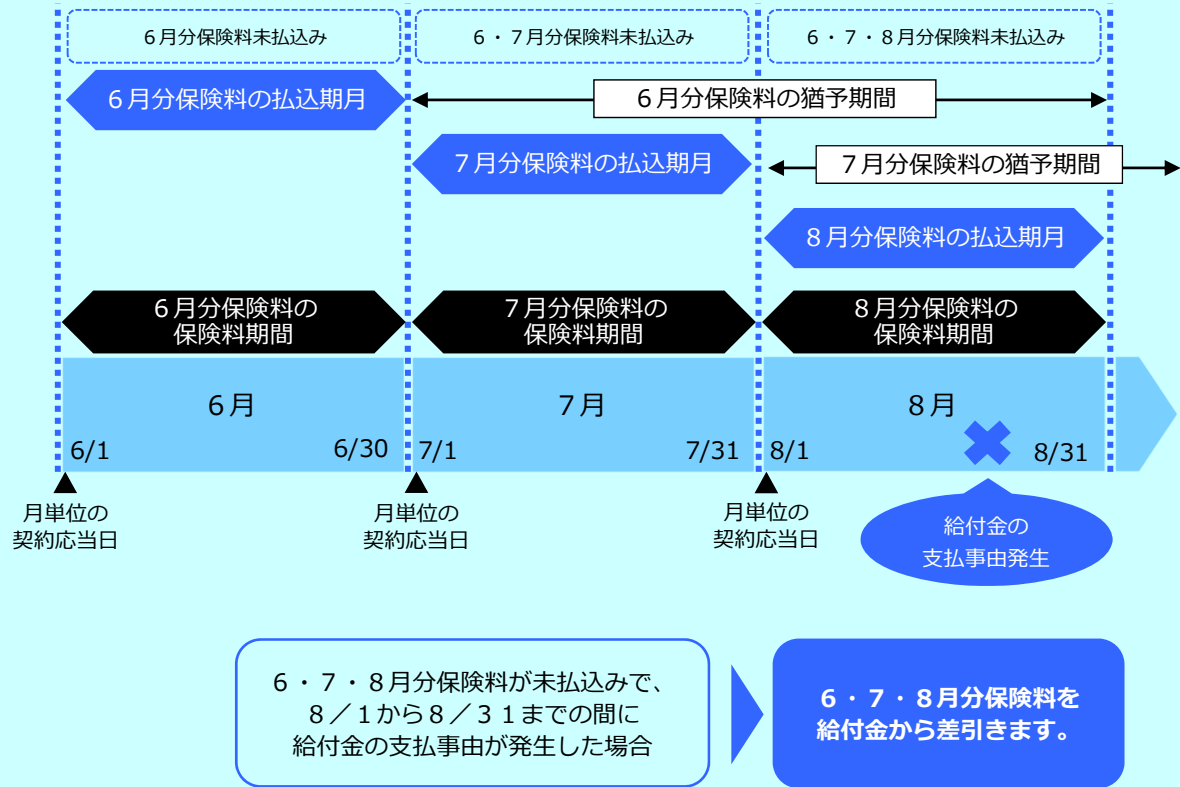 6月分保険料未払込み
6・7月分保険料未払込み
6・7・8月分保険料未払込み
6月分保険料の払込期月
6月分保険料の猶予期間
7月分保険料の払込期月
7月分保険料の猶予期間
8月分保険料の払込期月
6月分保険料の
保険料期間
7月分保険料の
保険料期間
8月分保険料の
保険料期間
6月
7月
8月
6/1
6/30
7/1
7/31
8/1
8/31
月単位の
契約応当日
月単位の
契約応当日
月単位の
契約応当日
給付金の
支払事由発生
6・7・8月分保険料が未払込みで、
8／1から8／31までの間に
給付金の支払事由が発生した場合
6・7・8月分保険料を
給付金から差引きます。